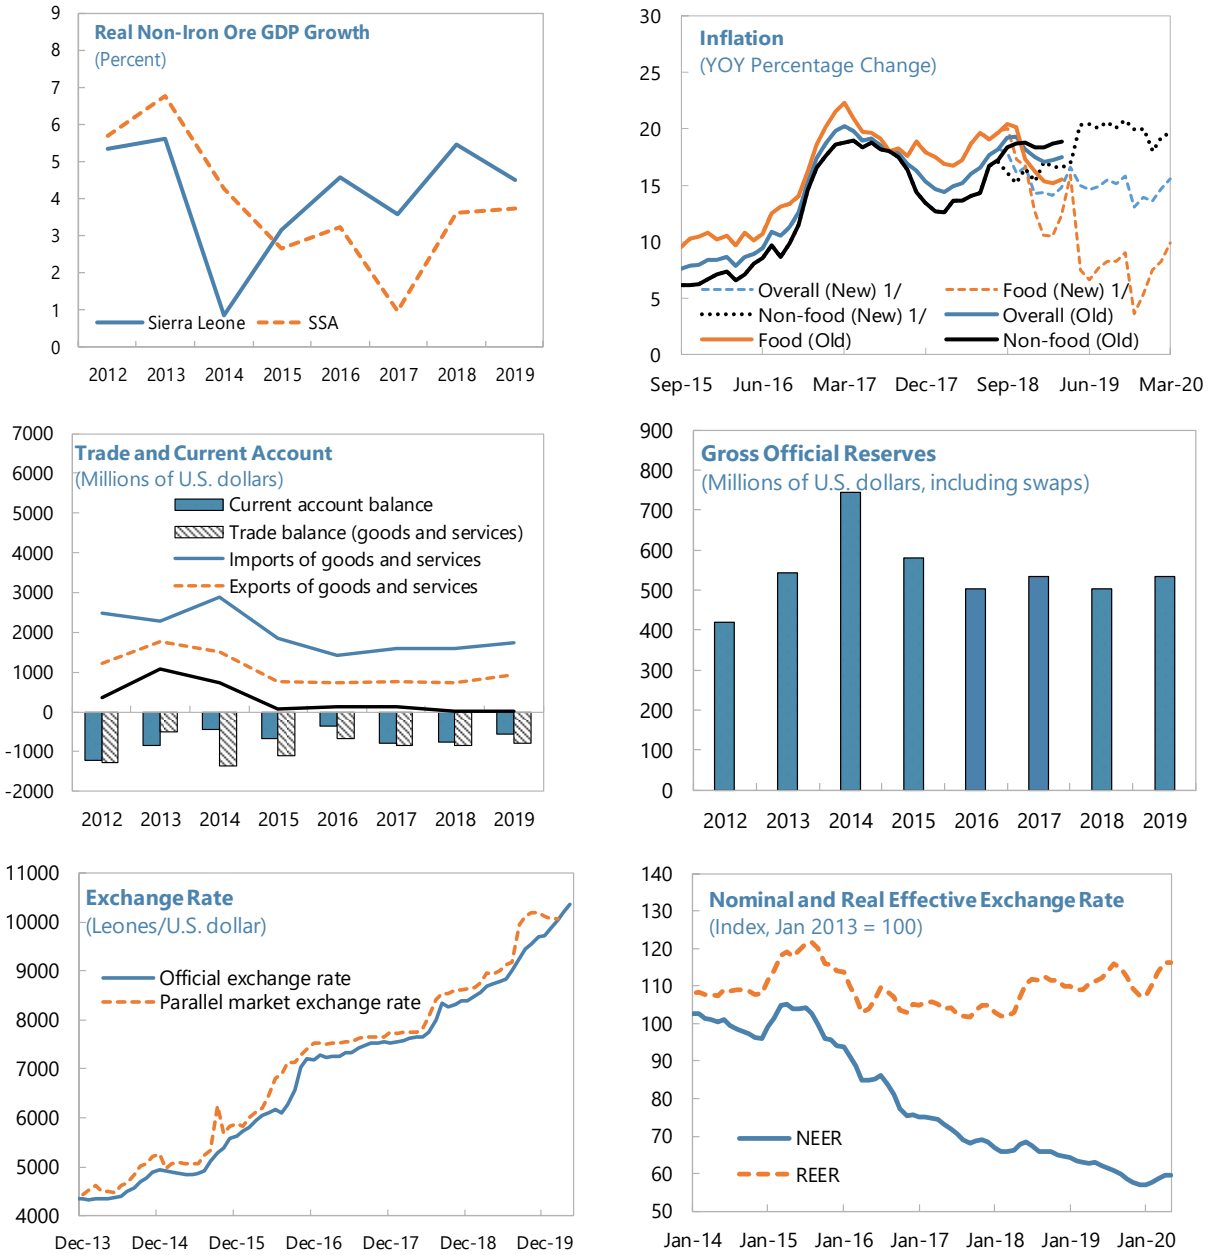 Real Non-Iron Ore GDP Growth
(Percent)
9
8
7
6
5
4
3
2
1
0
Sierra Leone
SSA
2012 2013 2014 2015 2016 2017 2018 2019
Inflation
(YOY Percentage Change)
30
25
20
15
10
5
0
Overall (New) 1/
Food (New) 1/
Non-food (New) 1/
Overall (Old)
Food (Old)
Non-food (Old)
Sep-15 Jun-16 Mar-17 Dec-17 Sep-18 Jun-19 Mar-20
Trade and Current Account
(Millions of U.S. dollars)
7000
6000
5000
4000
3000
2000
1000
0
-1000
-2000
Current account balance
Trade balance (goods and services)
Imports of goods and services
Exports of goods and services
2012 2013 2014 2015 2016 2017 2018 2019
Gross Official Reserves
(Millions of U.S. dollars, including swaps)
900
800
700
600
500
400
300
200
100
0
2012 2013 2014 2015 2016 2017 2018 2019
Exchange Rate
(Leones/U.S. dollar)
11000
10000
9000
8000
7000
6000
5000
4000
Official exchange rate
Parallel market exchange rate
Dec-13 Dec-14 Dec-15 Dec-16 Dec-17 Dec-18 Dec-19
Nominal and Real Effective Exchange Rate
(Index, Jan 2013 = 100)
140
130
120
110
100
90
80
70
60
50
NEER
REER
Jan-14 Jan-15 Jan-16 Jan-17 Jan-18 Jan-19 Jan-20